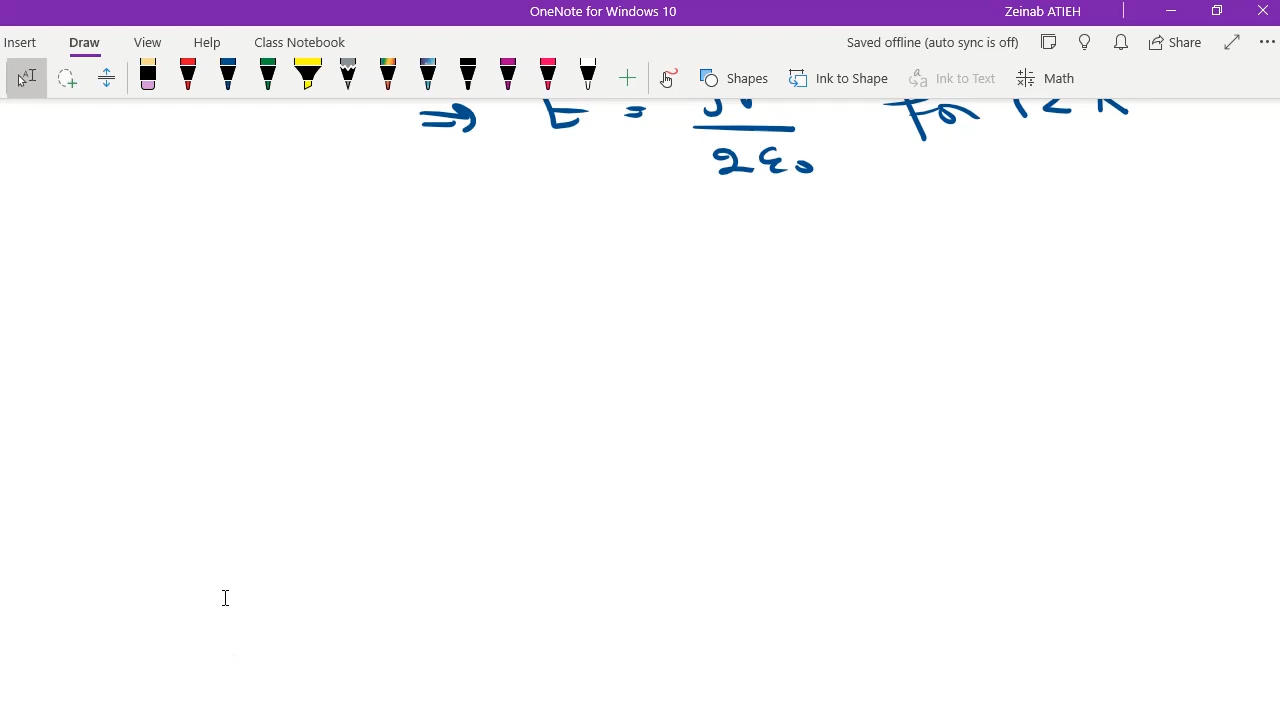 OneNote for Windows 10
Zeinab ATIEH
Insert Draw View Help Class Notebook
Saved offline (auto sync is off) Share
Shapes Ink to Shape Ink to Text Math
⇒ E = for r < R
2ε₀